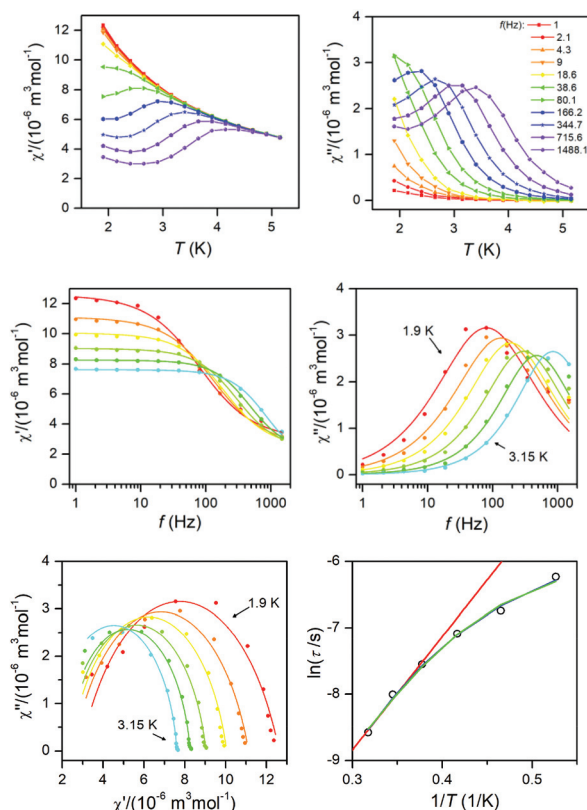 χ'/(10⁻⁶ m³mol⁻¹)
12
10
8
6
4
2
0
2 3 4 5
T (K)
χ''/(10⁻⁶ m³mol⁻¹)
4
3
2
1
0
2 3 4 5
T (K)
f(Hz):
1
2.1
4.3
9
18.6
38.6
80.1
166.2
344.7
715.6
1488.1
χ'/(10⁻⁶ m³mol⁻¹)
12
10
8
6
4
2
0
1 10 100 1000
f (Hz)
χ''/(10⁻⁶ m³mol⁻¹)
4
3
2
1
0
1 10 100 1000
f (Hz)
1.9 K
3.15 K
χ''/(10⁻⁶ m³mol⁻¹)
4
3
2
1
0
2 3 4 5 6 7 8 9 10 11 12 13
χ'/(10⁻⁶ m³mol⁻¹)
1.9 K
3.15 K
ln(τ /s)
-6
-7
-8
-9
0.3 0.4 0.5
1/T (1/K)